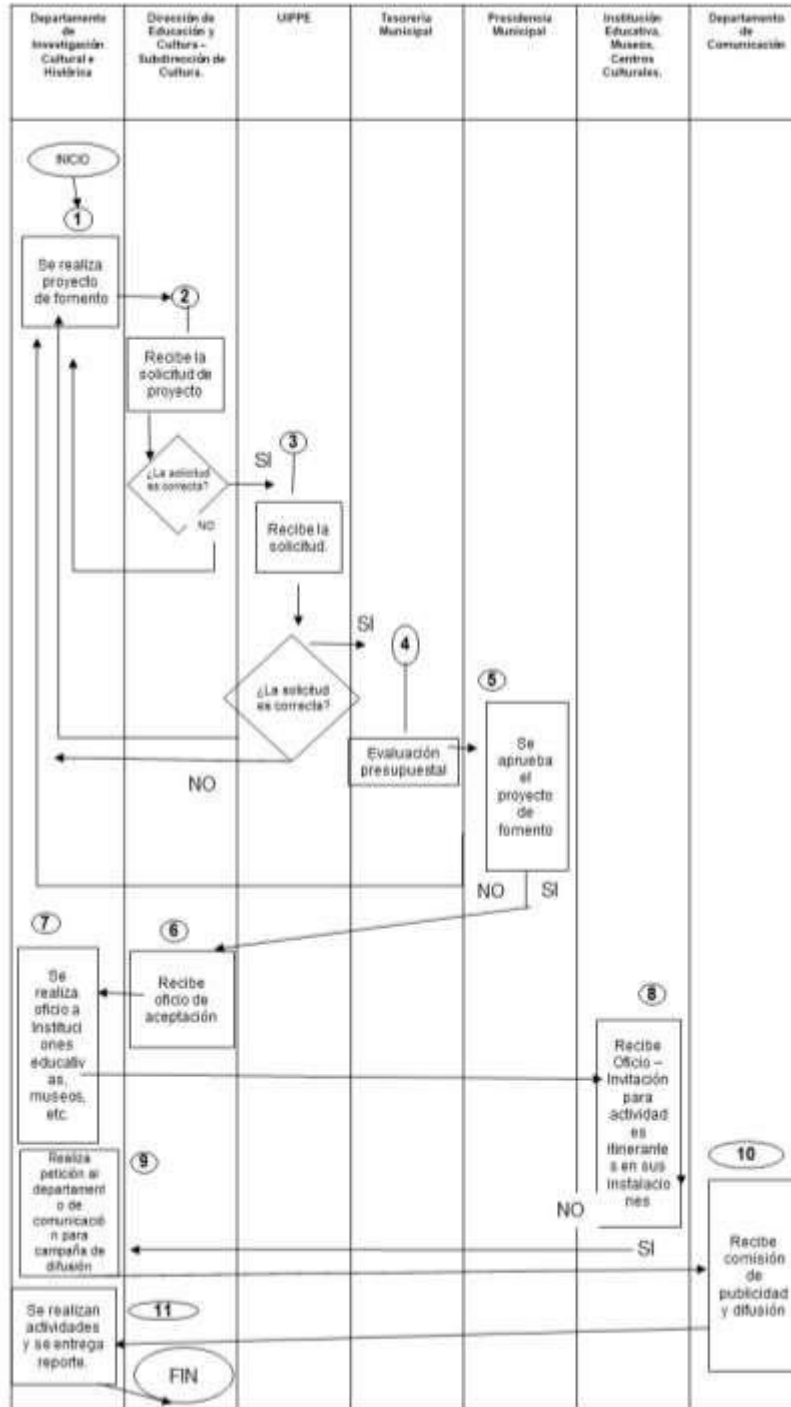 Departamento
de
Investigación
Cultural e
Histórica
Dirección de
Educación y
Cultura –
Subdirección de
Cultura.
UIPPE
Tesorería
Municipal
Presidencia
Municipal
Institución
Educativa,
Museos,
Centros
Culturales.
Departamento
de
Comunicación
INICIO
1
Se realiza
proyecto
de fomento
2
Recibe la
solicitud de
proyecto
¿La solicitud
es correcta?
SI
NO
3
Recibe la
solicitud.
¿La solicitud
es correcta?
SI
NO
4
Evaluación
presupuestal
5
Se
aprueba
el
proyecto
de
fomento
NO
SI
6
Recibe
oficio de
aceptación
7
Se
realiza
oficio a
Instituci
ones
educativ
as,
museos,
etc.
8
Recibe
Oficio –
Invitación
para
actividad
es
itinerante
s en sus
instalacio
nes
NO
SI
9
Realiza
petición al
departament
o de
comunicació
n para
campaña de
difusión
10
Recibe
comisión
de
publicidad
y difusión
11
Se realizan
actividades
y se entrega
reporte.
FIN